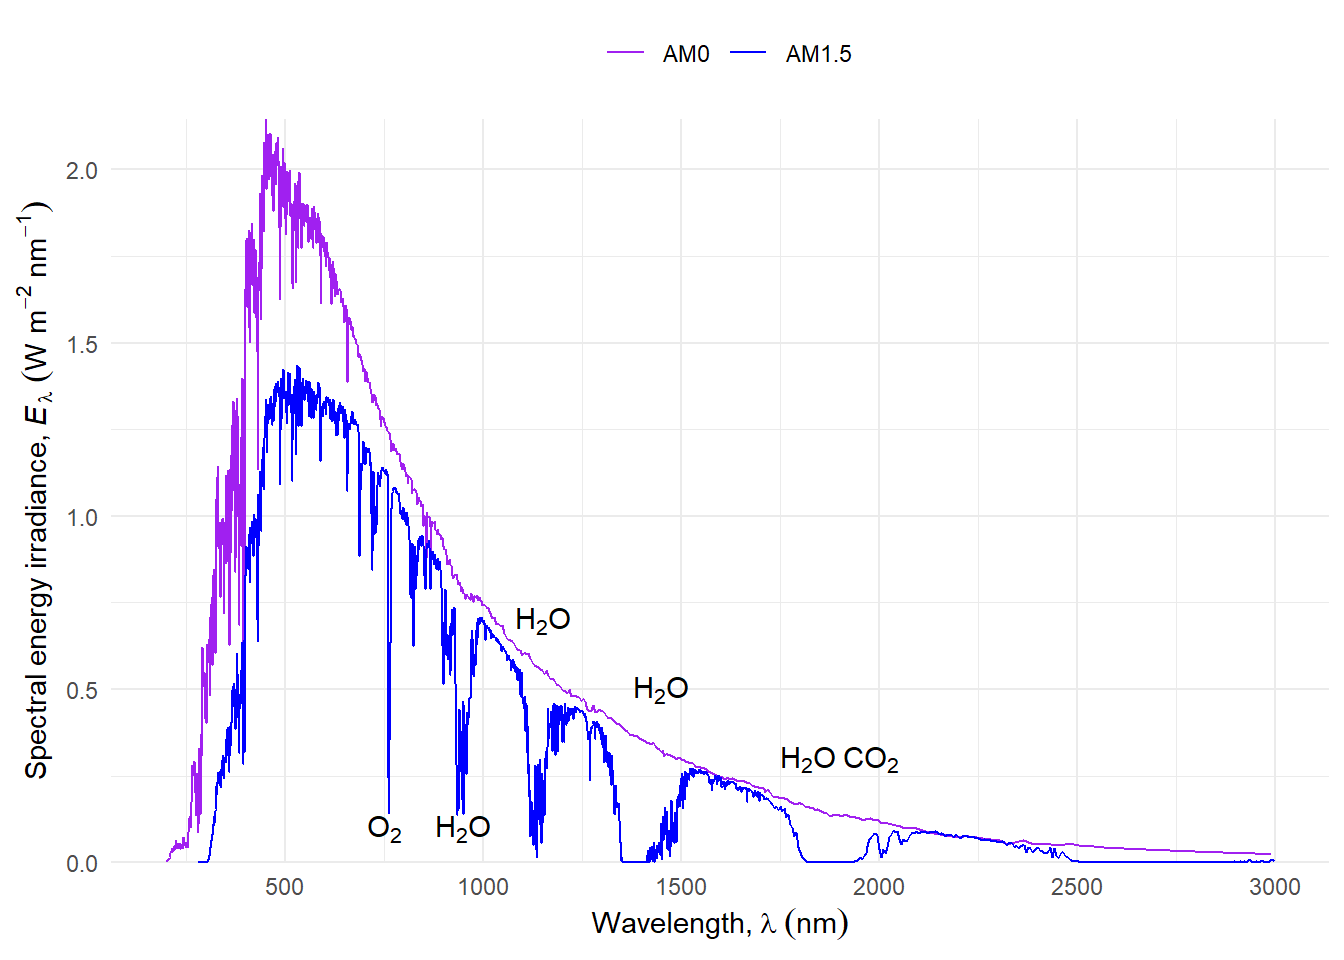 AM0 AM1.5
Spectral energy irradiance, E_λ (W m⁻² nm⁻¹)
2.0
1.5
1.0
0.5
0.0
H₂O
H₂O
H₂O CO₂
O₂ H₂O
500 1000 1500 2000 2500 3000
Wavelength, λ (nm)